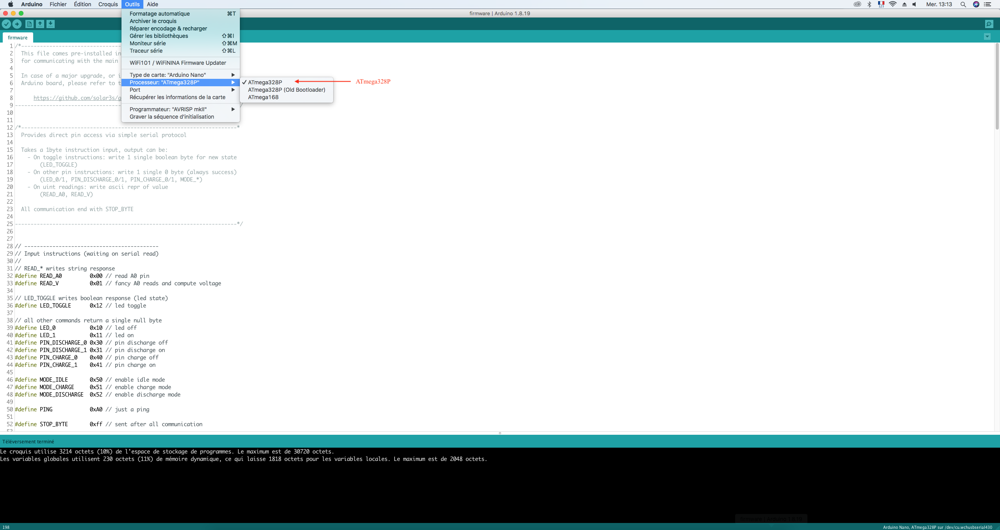 Arduino Fichier Édition Croquis Outils Aide
123
Mer. 13:13
firmware | Arduino 1.8.19
firmware
Formatage automatique ⌘T
Archiver le croquis
Réparer encodage & recharger
Gérer les bibliothèques ⇧⌘I
Moniteur série ⇧⌘M
Traceur série ⇧⌘L
WiFi101 / WiFiNINA Firmware Updater
Type de carte: "Arduino Nano"
Processeur: "ATmega328P"
Port
Récupérer les informations de la carte
Programmateur: "AVRISP mkII"
Graver la séquence d'initialisation
✓ ATmega328P
ATmega328P (Old Bootloader)
ATmega168
ATmega328P
1 /*----------------------------------
2 This file comes pre-installed in
3 for communicating with the main
4
5 In case of a major upgrade, or i
6 Arduino board, please refer to t
7
8 https://github.com/solar3s/g
9 ---------------------------------- /
10
11
12 /*---------------------------------------------------------------------*
13 Provides direct pin access via simple serial protocol
14
15 Takes a 1byte instruction input, output can be:
16 - On toggle instructions: write 1 single boolean byte for new state
17 (LED_TOGGLE)
18 - On other pin instructions: write 1 single 0 byte (always success)
19 (LED_0/1, PIN_DISCHARGE_0/1, PIN_CHARGE_0/1, MODE_*)
20 - On uint readings: write ascii repr of value
21 (READ_A0, READ_V)
22
23 All communication end with STOP_BYTE
24
25 -----------------------------------------------------------------------*/
26
27
28 // -------------------------------------------
29 // Input instructions (waiting on serial read)
30 //
31 // READ_* writes string response
32 #define READ_A0 0x00 // read A0 pin
33 #define READ_V 0x01 // fancy A0 reads and compute voltage
34
35 // LED_TOGGLE writes boolean response (led state)
36 #define LED_TOGGLE 0x12 // led toggle
37
38 // all other commands return a single null byte
39 #define LED_0 0x10 // led off
40 #define LED_1 0x11 // led on
41 #define PIN_DISCHARGE_0 0x30 // pin discharge off
42 #define PIN_DISCHARGE_1 0x31 // pin discharge on
43 #define PIN_CHARGE_0 0x40 // pin charge off
44 #define PIN_CHARGE_1 0x41 // pin charge on
45
46 #define MODE_IDLE 0x50 // enable idle mode
47 #define MODE_CHARGE 0x51 // enable charge mode
48 #define MODE_DISCHARGE 0x52 // enable discharge mode
49
50 #define PING 0xA0 // just a ping
51
52 #define STOP_BYTE 0xff // sent after all communication
53
Téléversement terminé
Le croquis utilise 3214 octets (10%) de l'espace de stockage de programmes. Le maximum est de 30720 octets.
Les variables globales utilisent 230 octets (11%) de mémoire dynamique, ce qui laisse 1818 octets pour les variables locales. Le maximum est de 2048 octets.
firmware | Arduino 1.8.19
198
Arduino Nano, ATmega328P sur /dev/cu.wchusbserial430